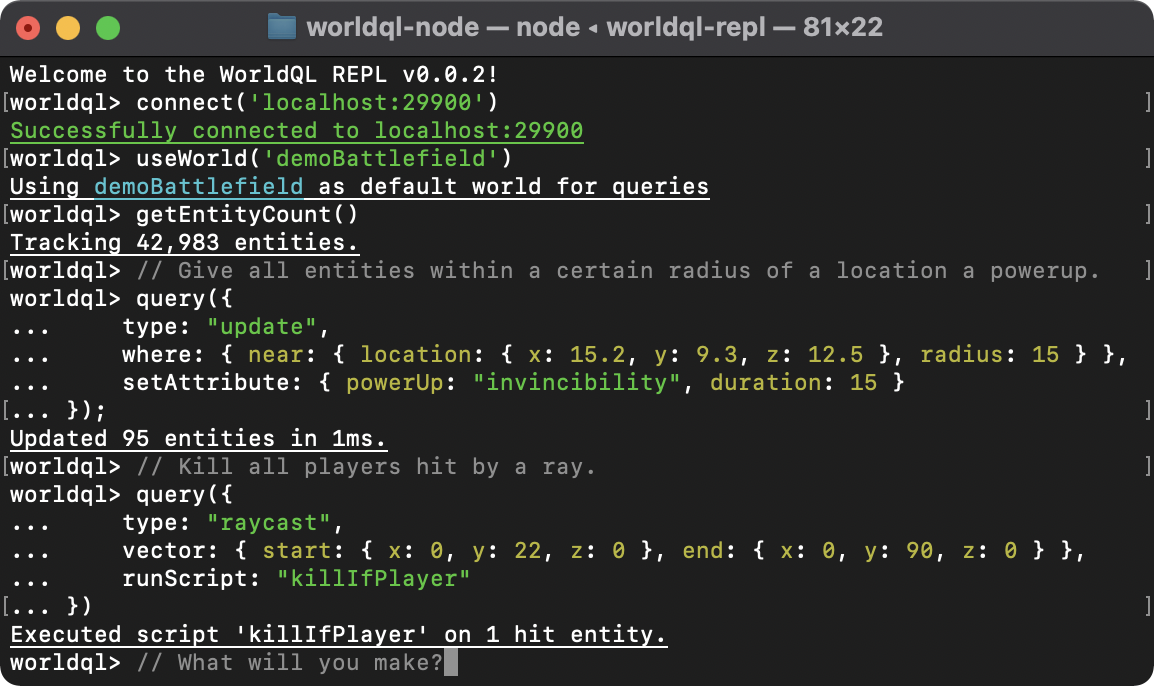 worldql-node — node ◂ worldql-repl — 81×22
Welcome to the WorldQL REPL v0.0.2!
[worldql> connect('localhost:29900') ]
Successfully connected to localhost:29900
[worldql> useWorld('demoBattlefield') ]
Using demoBattlefield as default world for queries
[worldql> getEntityCount() ]
Tracking 42,983 entities.
[worldql> // Give all entities within a certain radius of a location a powerup. ]
worldql> query({
...     type: "update",
...     where: { near: { location: { x: 15.2, y: 9.3, z: 12.5 }, radius: 15 } },
...     setAttribute: { powerUp: "invincibility", duration: 15 }
[... }); ]
Updated 95 entities in 1ms.
[worldql> // Kill all players hit by a ray. ]
worldql> query({
...     type: "raycast",
...     vector: { start: { x: 0, y: 22, z: 0 }, end: { x: 0, y: 90, z: 0 } },
...     runScript: "killIfPlayer"
[... }) ]
Executed script 'killIfPlayer' on 1 hit entity.
worldql> // What will you make?